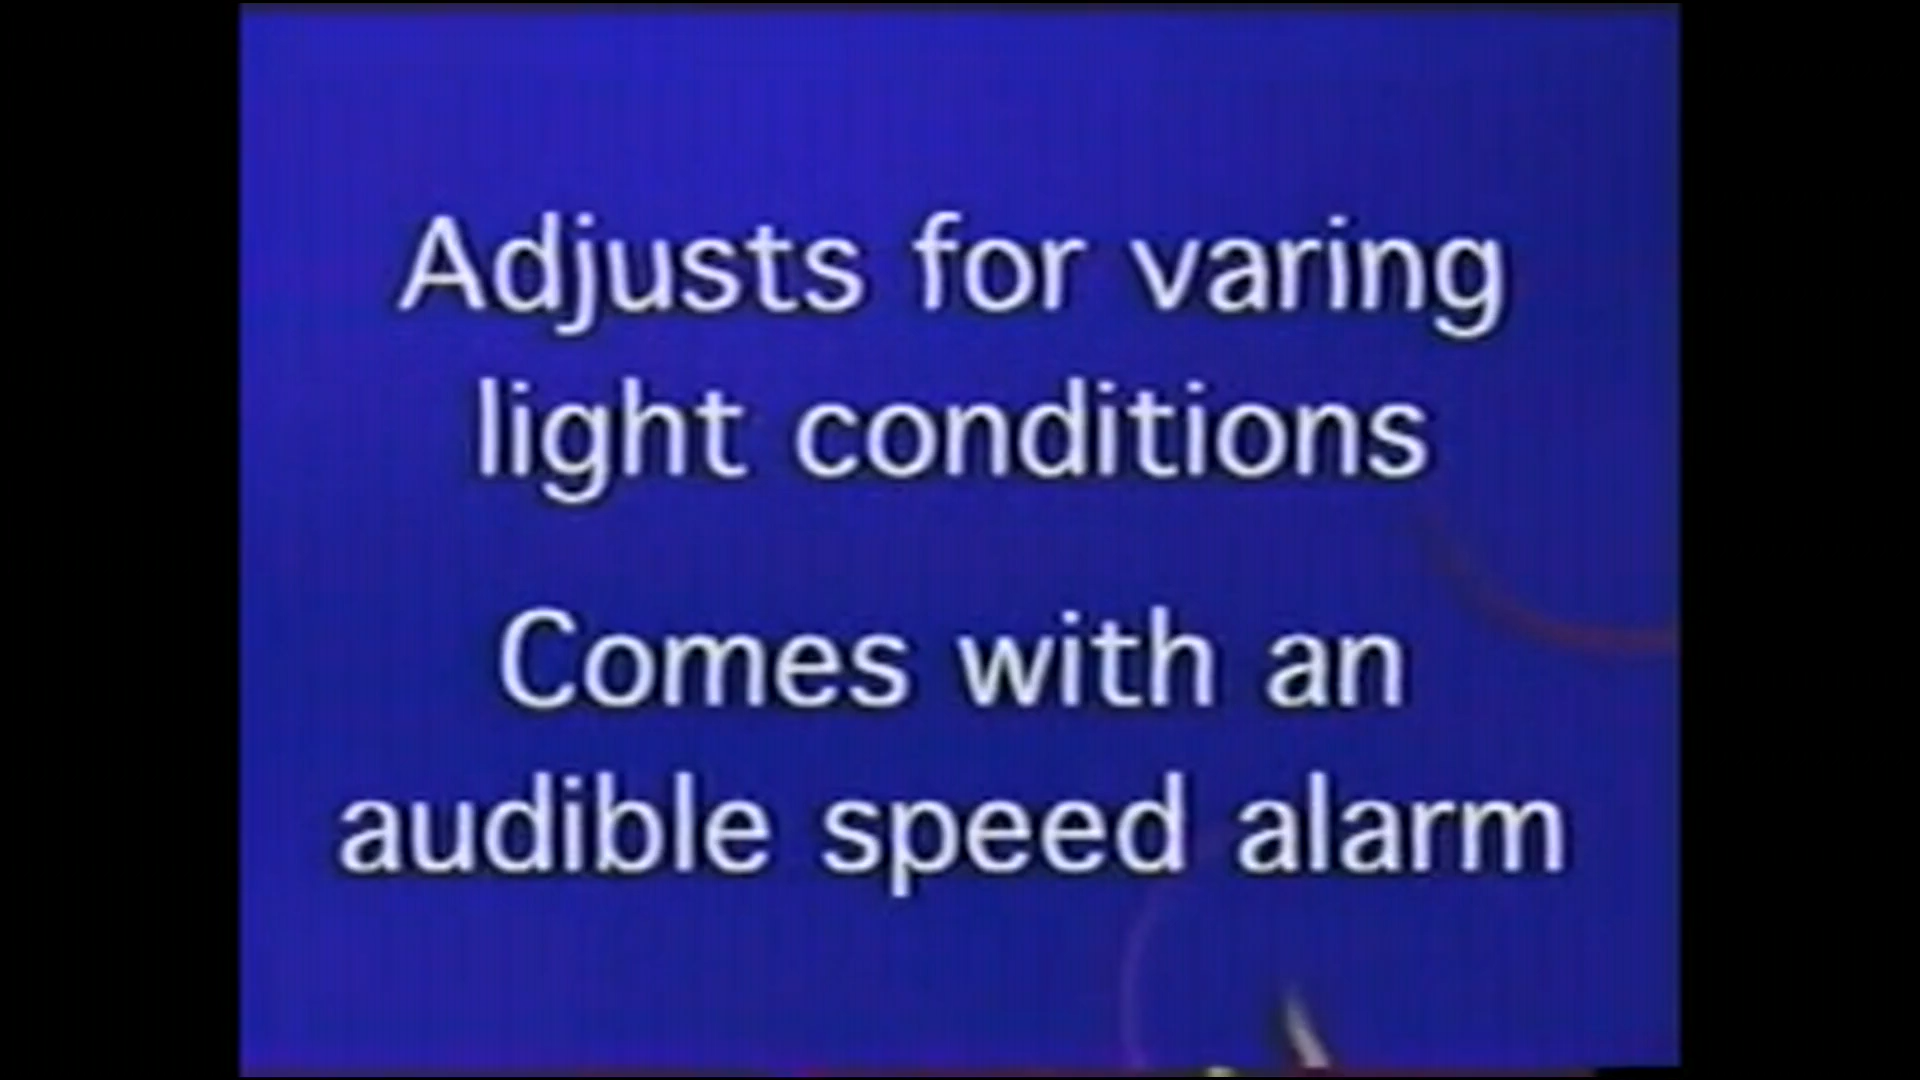 Adjusts for varing
light conditions
Comes with an
audible speed alarm